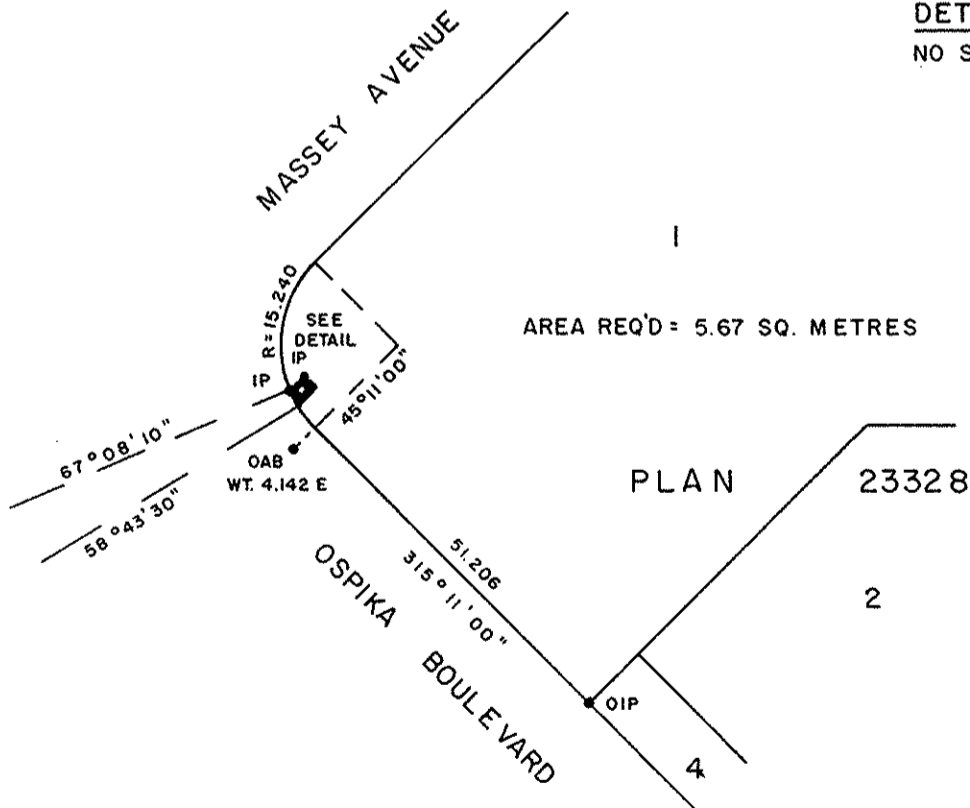 DET
NO S
MASSEY AVENUE
1
R=15.240
SEE
DETAIL
IP
IP
AREA REQ'D = 5.67 SQ. METRES
45°11'00"
67°08'10"
58°43'30"
OAB
WT. 4.142 E
PLAN 23328
51.206
315°11'00"
OSPIKA BOULEVARD
2
OIP
4